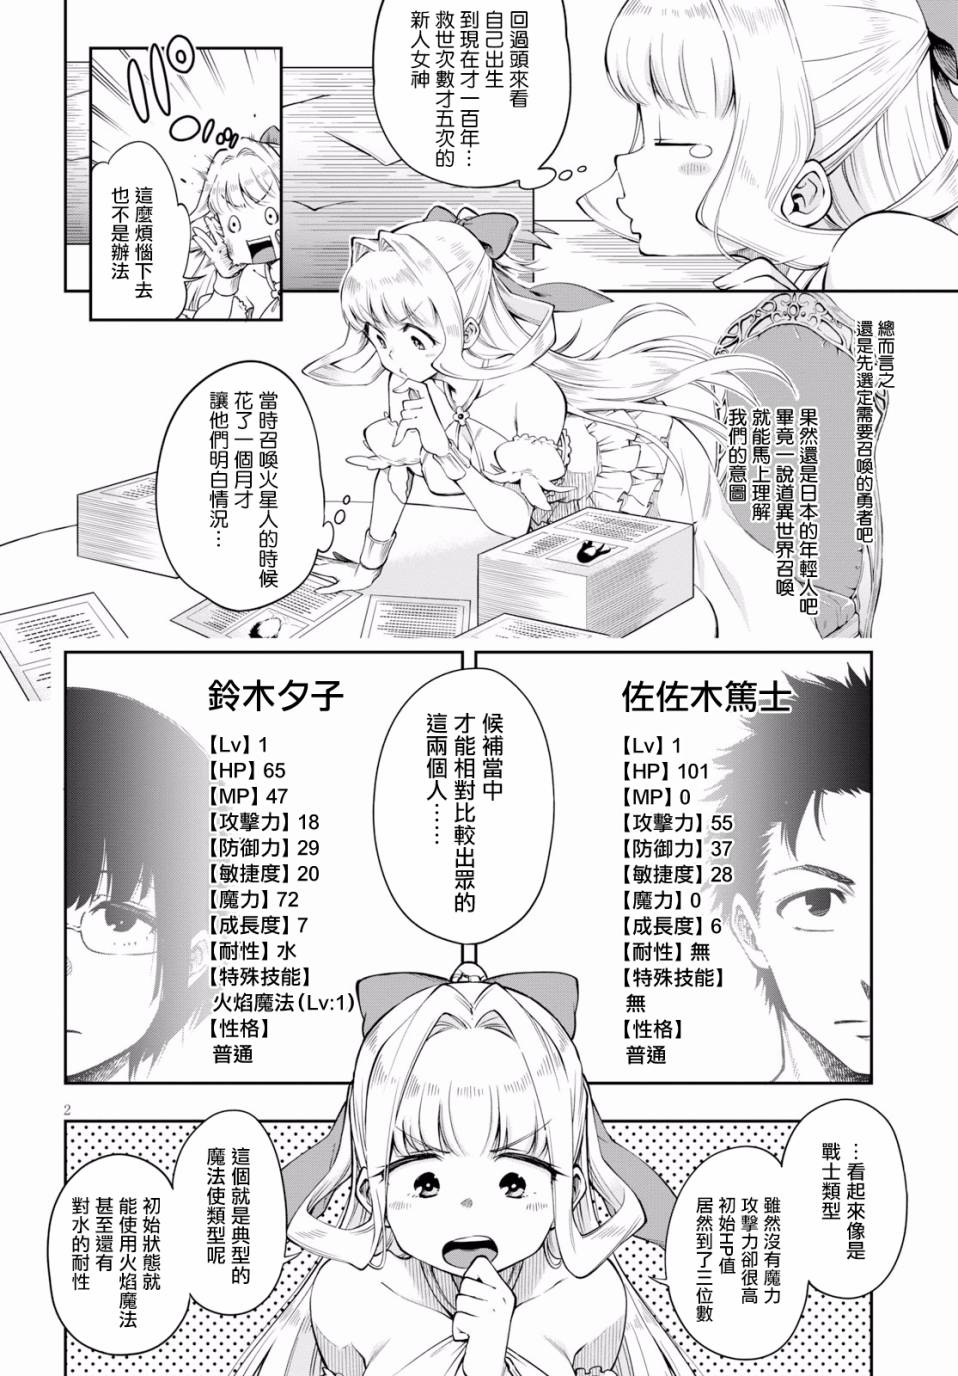 回過頭來看
自己出生
到現在才一百年…
救世次數才五次的
新人女神
這麼煩惱下去
也不是辦法
總而言之
還是先選定需要召喚的勇者吧
果然還是日本的年輕人吧
畢竟一說道異世界召喚
就能馬上理解
我們的意圖
當時召喚火星人的時候
花了一個月才
讓他們明白情況…
佐佐木篤士
【Lv】1
【HP】101
【MP】0
【攻擊力】55
【防御力】37
【敏捷度】28
【魔力】0
【成長度】6
【耐性】無
【特殊技能】
無
【性格】
普通
候補當中
才能相對比較出眾的
這兩個人……
鈴木夕子
【Lv】1
【HP】65
【MP】47
【攻擊力】18
【防御力】29
【敏捷度】20
【魔力】72
【成長度】7
【耐性】水
【特殊技能】
火焰魔法（Lv:1）
【性格】
普通
…看起來像是
戰士類型
雖然沒有魔力
攻擊力卻很高
初始HP值
居然到了三位數
這個就是典型的
魔法使類型呢
初始狀態就
能使用火焰魔法
甚至還有
對水的耐性
2